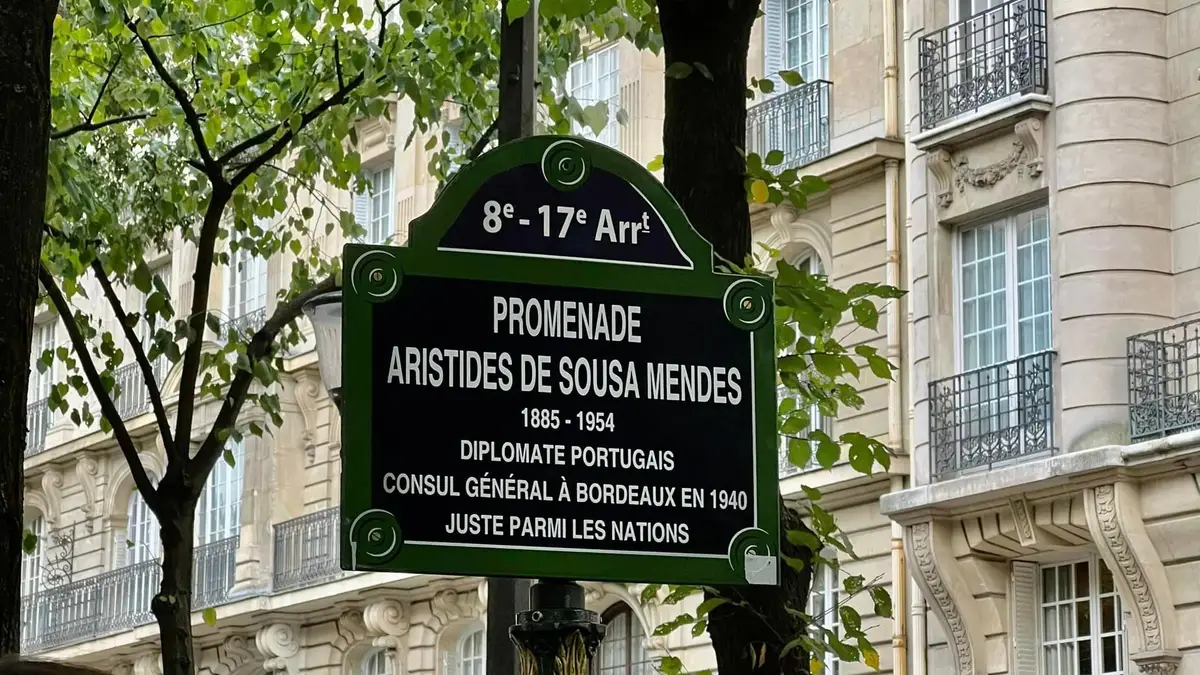 8e - 17e Arrt
PROMENADE
ARISTIDES DE SOUSA MENDES
1885 - 1954
DIPLOMATE PORTUGAIS
CONSUL GÉNÉRAL À BORDEAUX EN 1940
JUSTE PARMI LES NATIONS